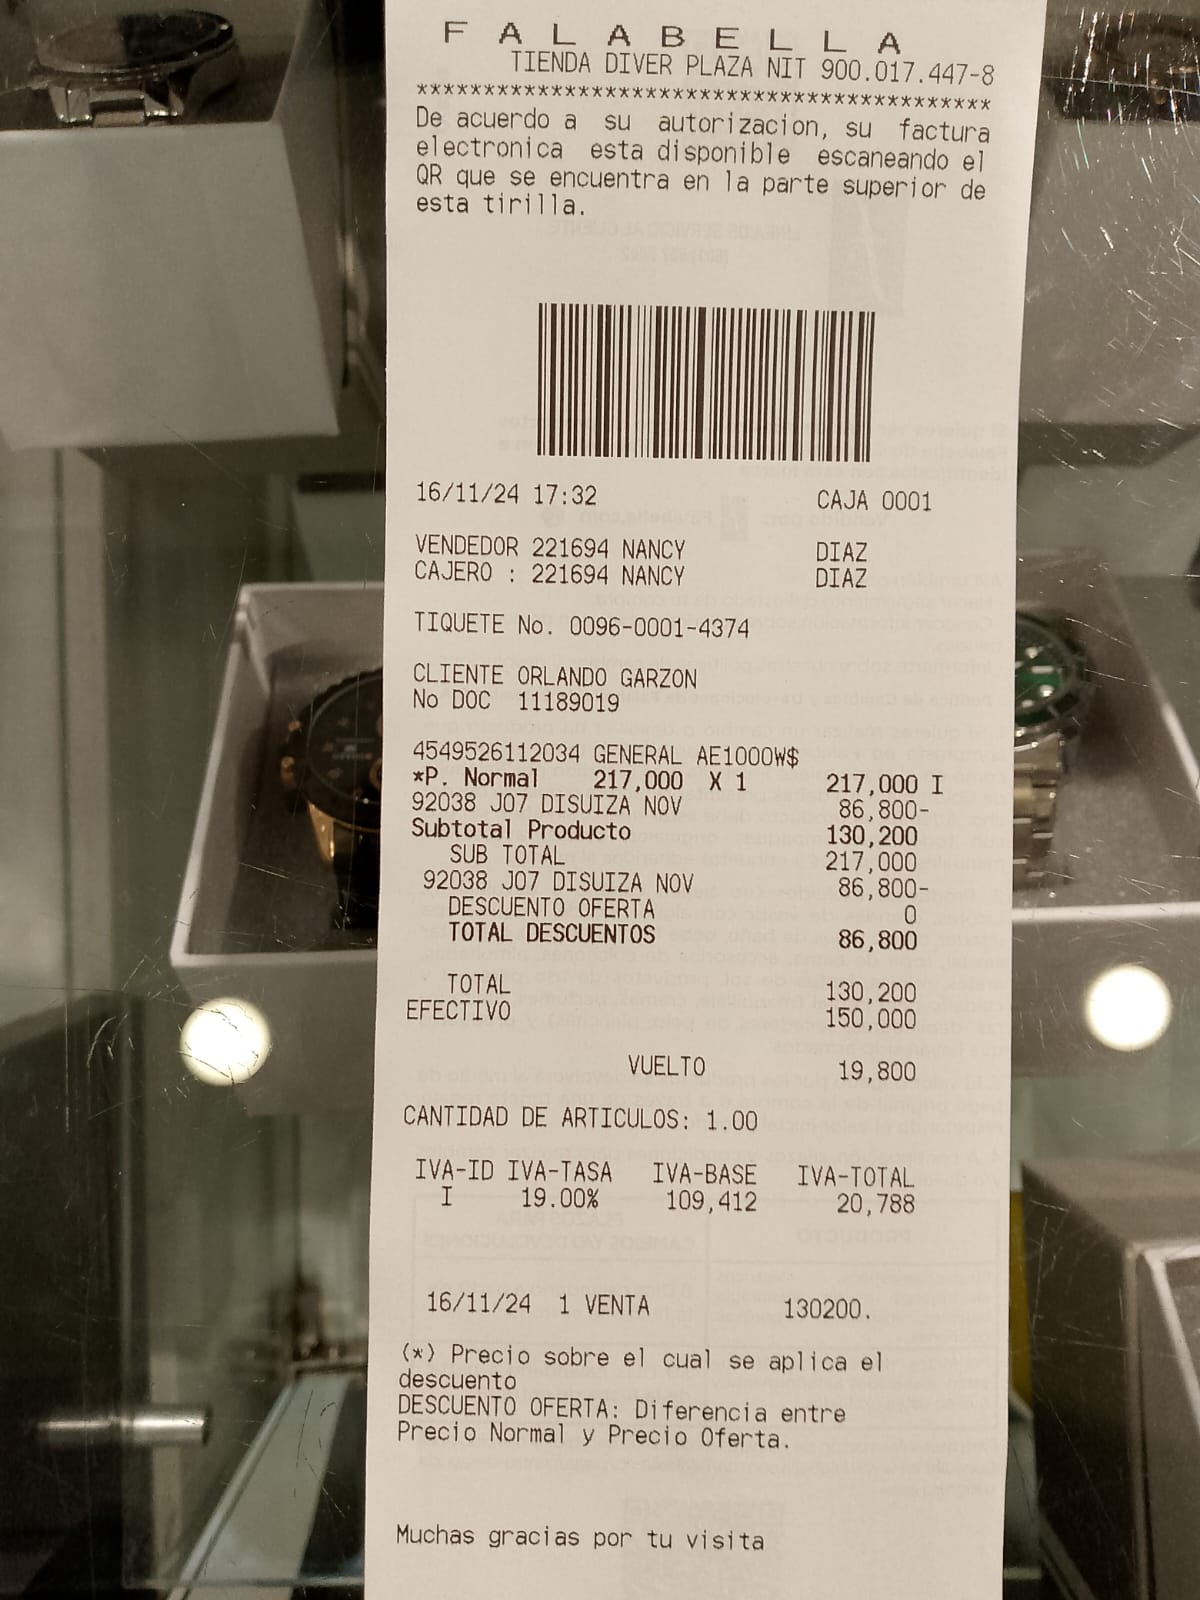 F A L A B E L L A
TIENDA DIVER PLAZA NIT 900.017.447-8
*******************************************
De acuerdo a su autorizacion, su factura
electronica esta disponible escaneando el
QR que se encuentra en la parte superior de
esta tirilla.
16/11/24 17:32 CAJA 0001
VENDEDOR 221694 NANCY DIAZ
CAJERO : 221694 NANCY DIAZ
TIQUETE No. 0096-0001-4374
CLIENTE ORLANDO GARZON
No DOC 11189019
4549526112034 GENERAL AE1000W$
*P. Normal 217,000 X 1 217,000 I
92038 J07 DISUIZA NOV 86,800-
Subtotal Producto 130,200
SUB TOTAL 217,000
92038 J07 DISUIZA NOV 86,800-
DESCUENTO OFERTA 0
TOTAL DESCUENTOS 86,800
TOTAL 130,200
EFECTIVO 150,000
VUELTO 19,800
CANTIDAD DE ARTICULOS: 1.00
IVA-ID IVA-TASA IVA-BASE IVA-TOTAL
I 19.00% 109,412 20,788
16/11/24 1 VENTA 130200.
(*) Precio sobre el cual se aplica el
descuento
DESCUENTO OFERTA: Diferencia entre
Precio Normal y Precio Oferta.
Muchas gracias por tu visita